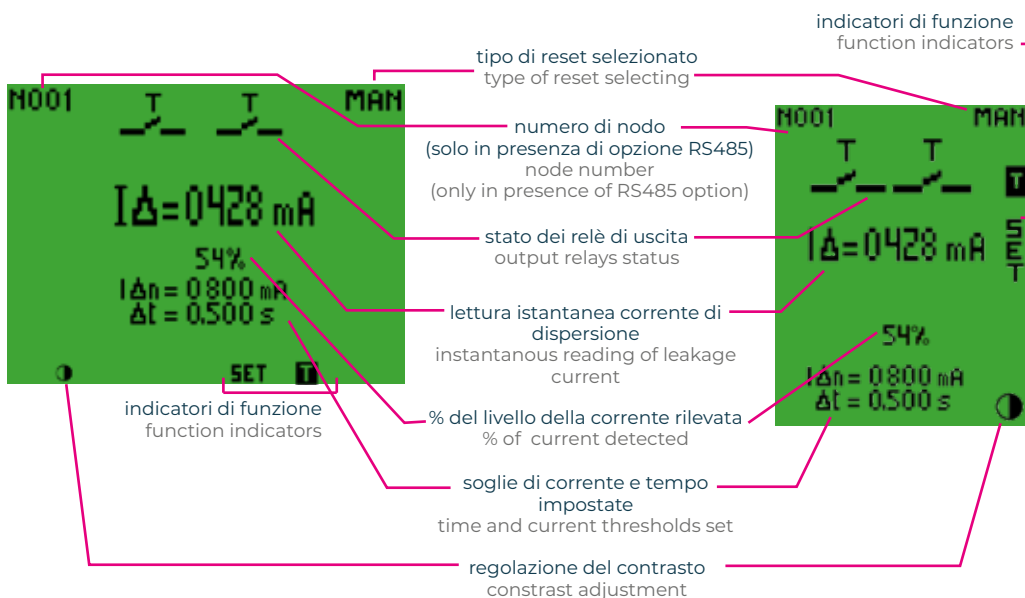 indicatori di funzione
function indicators
tipo di reset selezionato
type of reset selecting
N001 T T MAN
numero di nodo
(solo in presenza di opzione RS485)
node number
(only in presence of RS485 option)
stato dei relè di uscita
output relays status
lettura istantanea corrente di
dispersione
instantanous reading of leakage
current
% del livello della corrente rilevata
% of  current detected
soglie di corrente e tempo
impostate
time and current thresholds set
regolazione del contrasto
constrast adjustment
IΔ=0428 mA
54%
IΔn = 0800 mA
Δt = 0.500 s
SET T
indicatori di funzione
function indicators
N001 MAN
T T
T
SET
IΔ=0428 mA
54%
IΔn = 0800 mA
Δt = 0.500 s